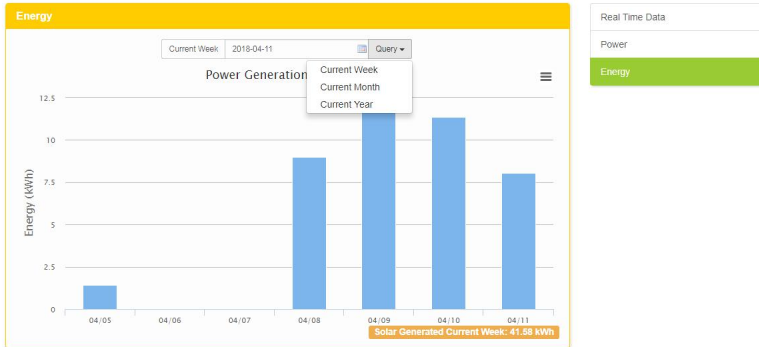 Energy
Current Week 2018-04-11 Query
Current Week
Current Month
Current Year
Power Generation
12.5
10
7.5
5
2.5
0
Energy (kWh)
04/05 04/06 04/07 04/08 04/09 04/10 04/11
Solar Generated Current Week: 41.58 kWh
Real Time Data
Power
Energy